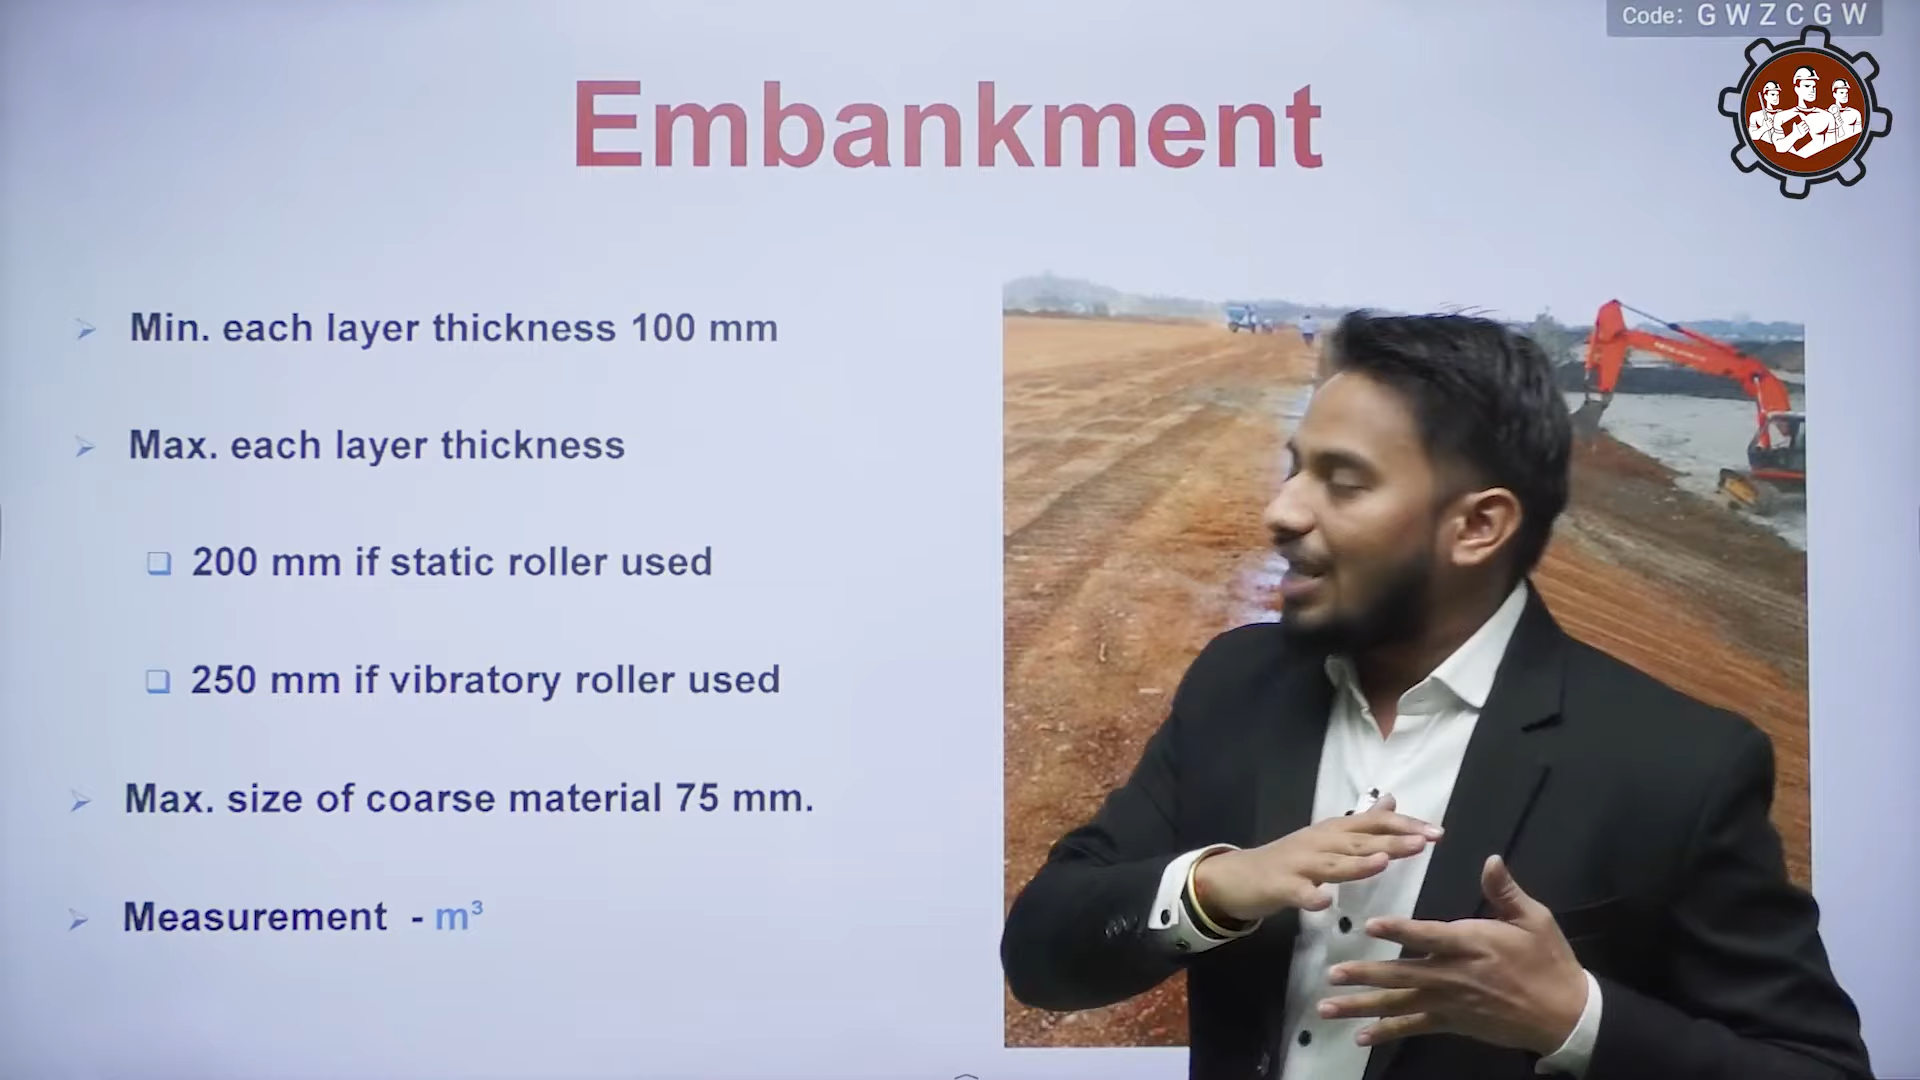 Code: GWZCGW
Embankment
Min. each layer thickness 100 mm
Max. each layer thickness
200 mm if static roller used
250 mm if vibratory roller used
Max. size of coarse material 75 mm.
Measurement - m³